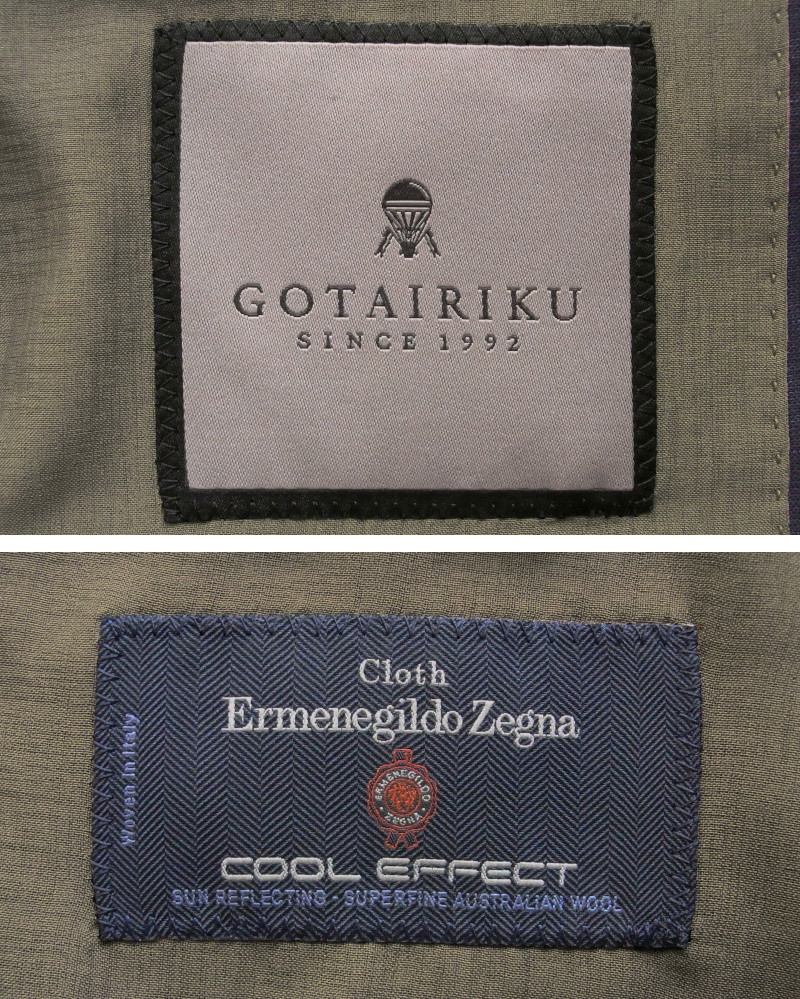 GOTAIRIKU
SINCE 1992
Cloth
Ermenegildo Zegna
Woven in Italy
ERMENEGILDO
ZEGNA
COOL EFFECT
SUN REFLECTING - SUPERFINE AUSTRALIAN WOOL